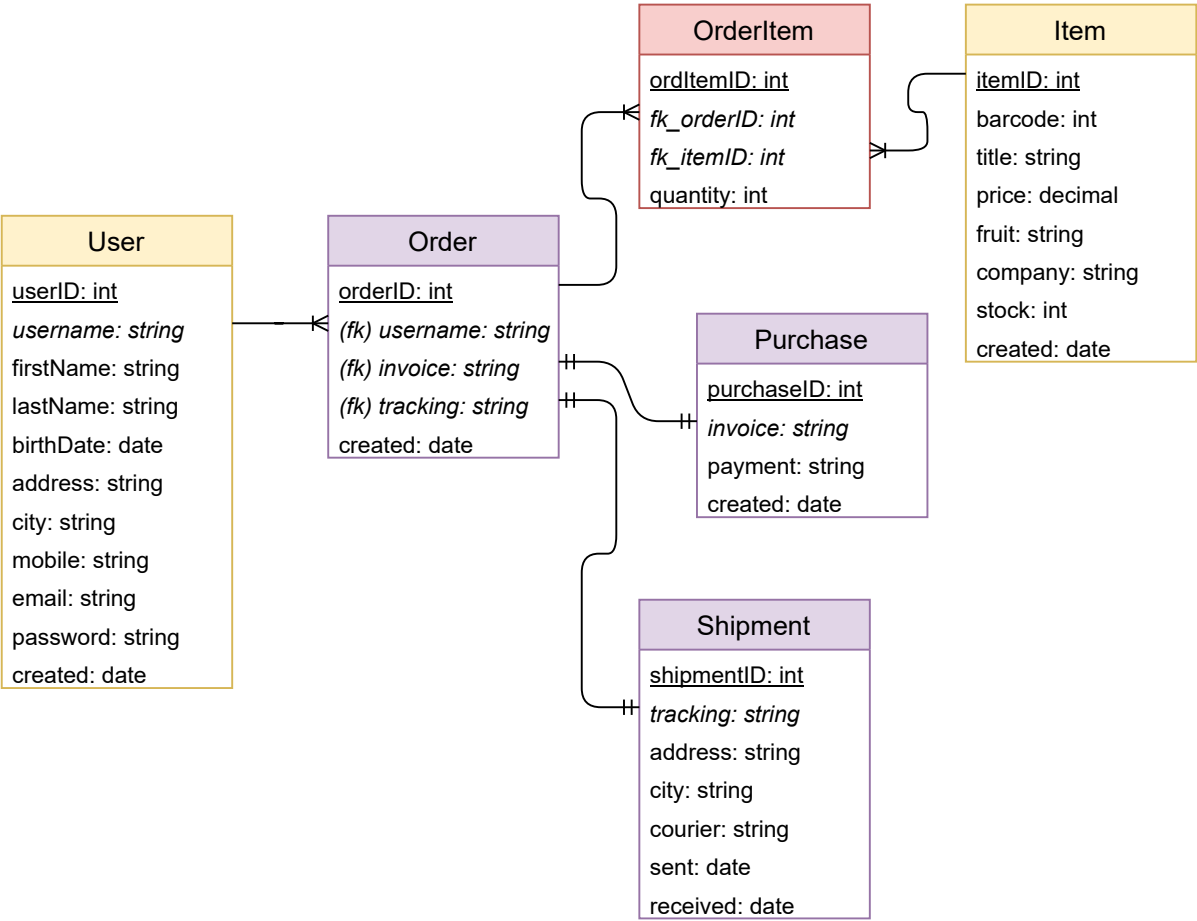 User
userID: int
username: string
firstName: string
lastName: string
birthDate: date
address: string
city: string
mobile: string
email: string
password: string
created: date
Order
orderID: int
(fk) username: string
(fk) invoice: string
(fk) tracking: string
created: date
OrderItem
ordItemID: int
fk_orderID: int
fk_itemID: int
quantity: int
Item
itemID: int
barcode: int
title: string
price: decimal
fruit: string
company: string
stock: int
created: date
Purchase
purchaseID: int
invoice: string
payment: string
created: date
Shipment
shipmentID: int
tracking: string
address: string
city: string
courier: string
sent: date
received: date